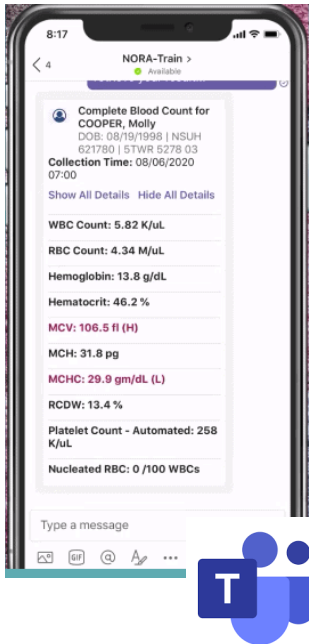 8:17
4
NORA-Train >
Available
Complete Blood Count for
COOPER, Molly
DOB: 08/19/1998 | NSUH
621780 | 5TWR 5278 03
Collection Time: 08/06/2020
07:00
Show All Details Hide All Details
WBC Count: 5.82 K/uL
RBC Count: 4.34 M/uL
Hemoglobin: 13.8 g/dL
Hematocrit: 46.2 %
MCV: 106.5 fl (H)
MCH: 31.8 pg
MCHC: 29.9 gm/dL (L)
RCDW: 13.4 %
Platelet Count - Automated: 258
K/uL
Nucleated RBC: 0 /100 WBCs
Type a message
GIF
T